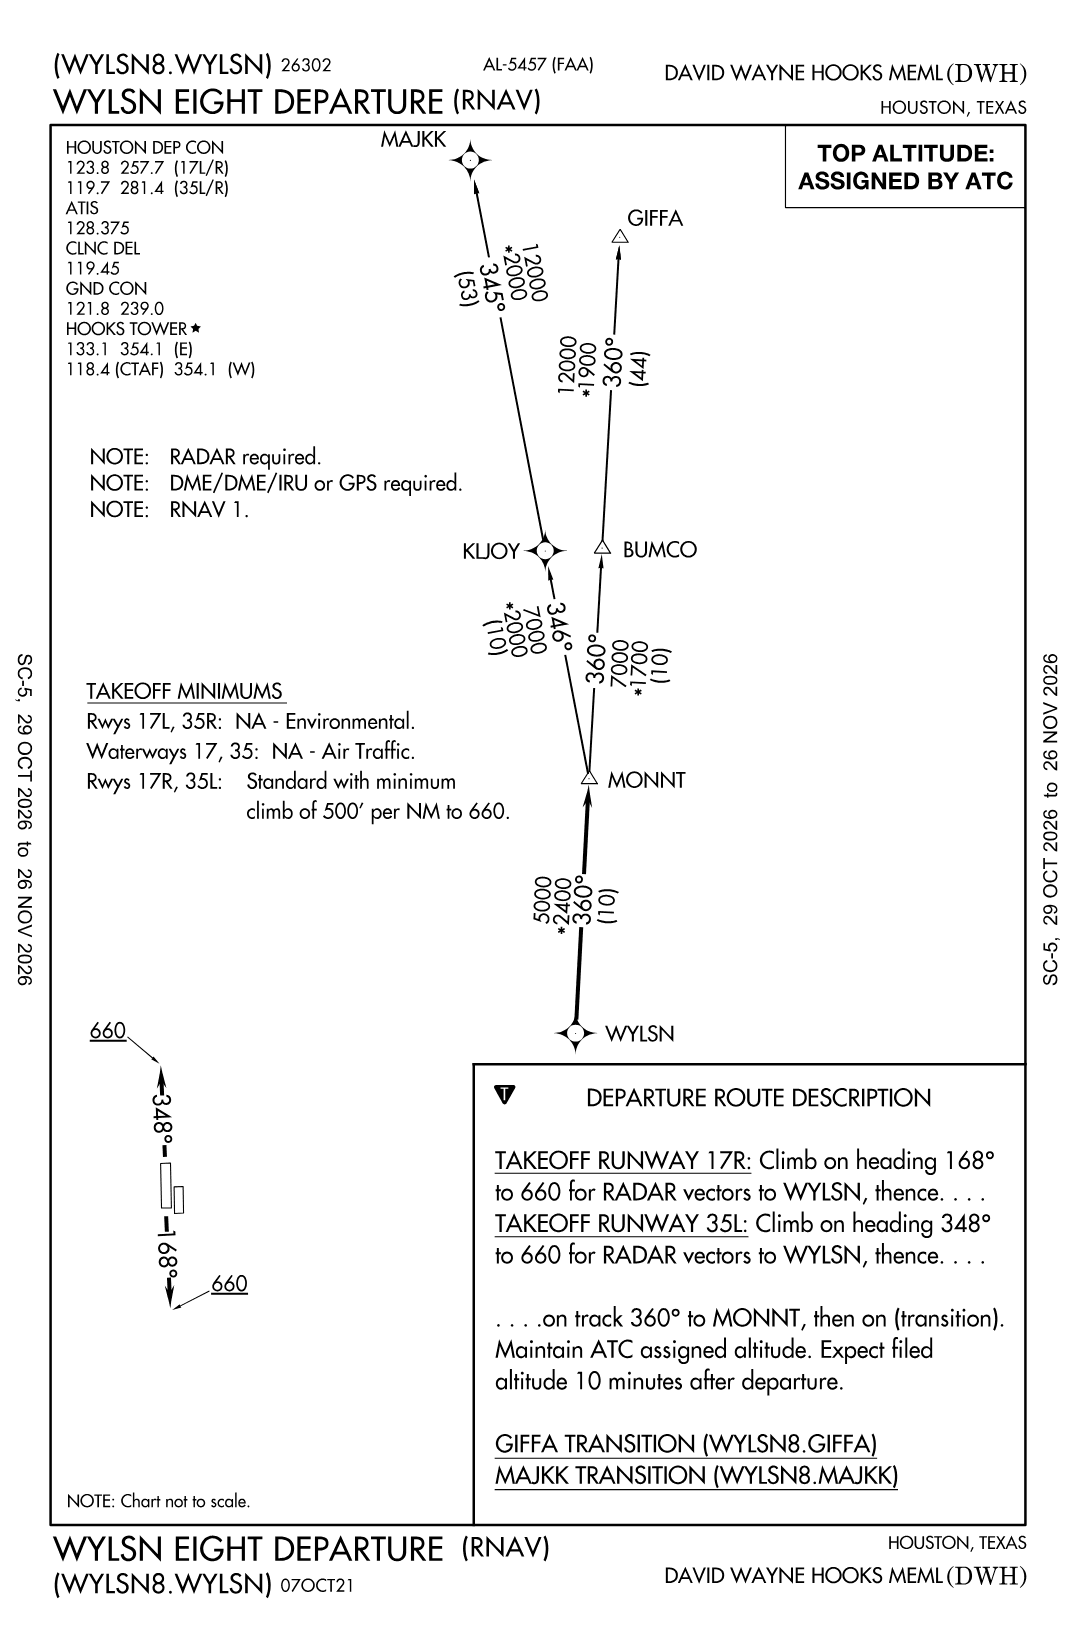 (WYLSN8.WYLSN) 26302
AL-5457 (FAA)
DAVID WAYNE HOOKS MEML (DWH)
WYLSN EIGHT DEPARTURE (RNAV)
HOUSTON, TEXAS
HOUSTON DEP CON
123.8 257.7 (17L/R)
119.7 281.4 (35L/R)
ATIS
128.375
CLNC DEL
119.45
GND CON
121.8 239.0
HOOKS TOWER★
133.1 354.1 (E)
118.4 (CTAF) 354.1 (W)
TOP ALTITUDE:
ASSIGNED BY ATC
MAJKK
GIFFA
12000
*2000
345°
(53)
12000
*1900
360°
(44)
NOTE: RADAR required.
NOTE: DME/DME/IRU or GPS required.
NOTE: RNAV 1.
KIJOY
BUMCO
346°
7000
*2000
(10)
360°
7000
*1700
(10)
TAKEOFF MINIMUMS
Rwys 17L, 35R: NA - Environmental.
Waterways 17, 35: NA - Air Traffic.
Rwys 17R, 35L: Standard with minimum
climb of 500' per NM to 660.
MONNT
5000
*2400
360°
(10)
WYLSN
660
348°
168°
660
T
DEPARTURE ROUTE DESCRIPTION
TAKEOFF RUNWAY 17R: Climb on heading 168°
to 660 for RADAR vectors to WYLSN, thence. . . .
TAKEOFF RUNWAY 35L: Climb on heading 348°
to 660 for RADAR vectors to WYLSN, thence. . . .
. . . .on track 360° to MONNT, then on (transition).
Maintain ATC assigned altitude. Expect filed
altitude 10 minutes after departure.
GIFFA TRANSITION (WYLSN8.GIFFA)
MAJKK TRANSITION (WYLSN8.MAJKK)
NOTE: Chart not to scale.
SC-5, 29 OCT 2026 to 26 NOV 2026
SC-5, 29 OCT 2026 to 26 NOV 2026
WYLSN EIGHT DEPARTURE (RNAV)
(WYLSN8.WYLSN) 07OCT21
HOUSTON, TEXAS
DAVID WAYNE HOOKS MEML (DWH)